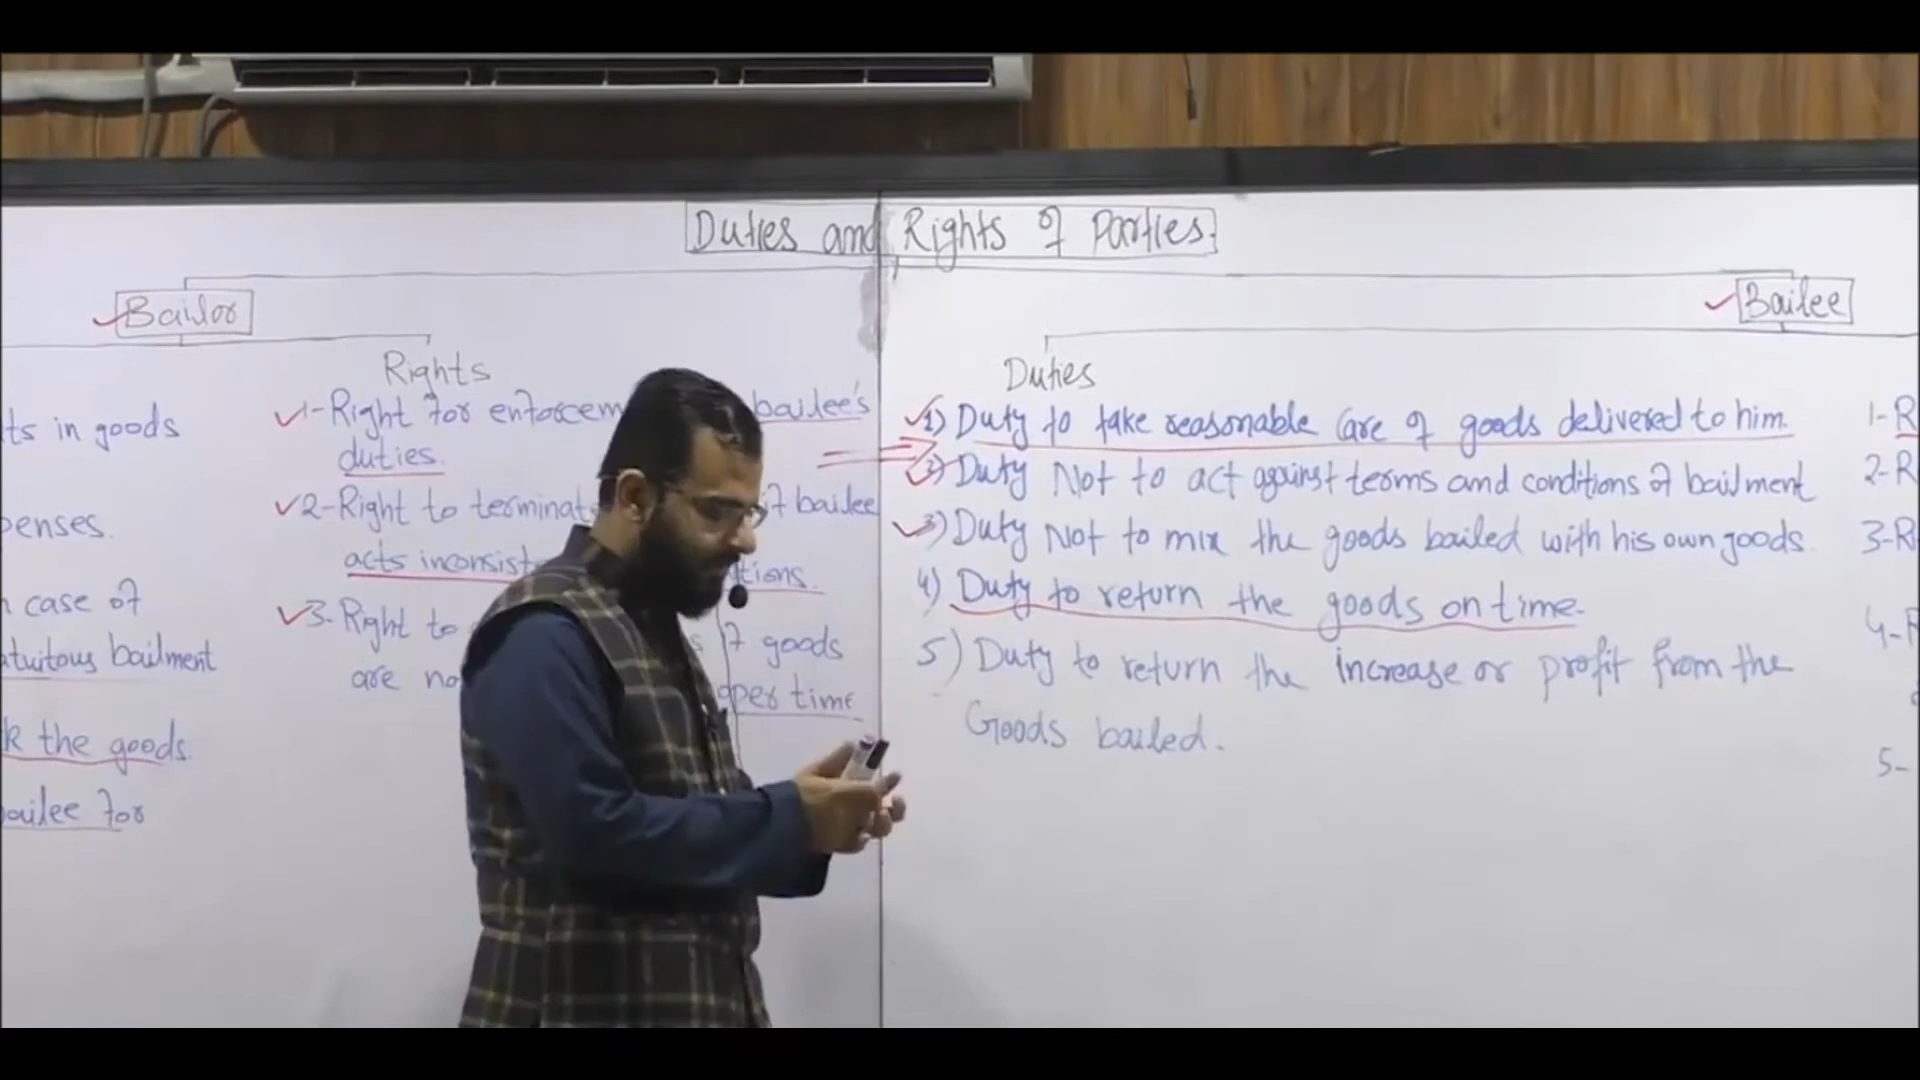 Duties and Rights of Parties.
Bailor
Bailee
Rights
Duties
ts in goods
penses.
case of
atuitous bailment
k the goods.
bailee for
1-Right for enforcem bailee's
duties.
2-Right to terminat if bailee
acts inconsist tions.
3-Right to if goods
are no oper time
1) Duty to take reasonable care of goods delivered to him.
2) Duty Not to act against terms and conditions of bailment
3) Duty Not to mix the goods bailed with his own goods.
4) Duty to return the goods on time.
5) Duty to return the increase or profit from the
Goods bailed.
1-R
2-R
3-R
4-R
5-